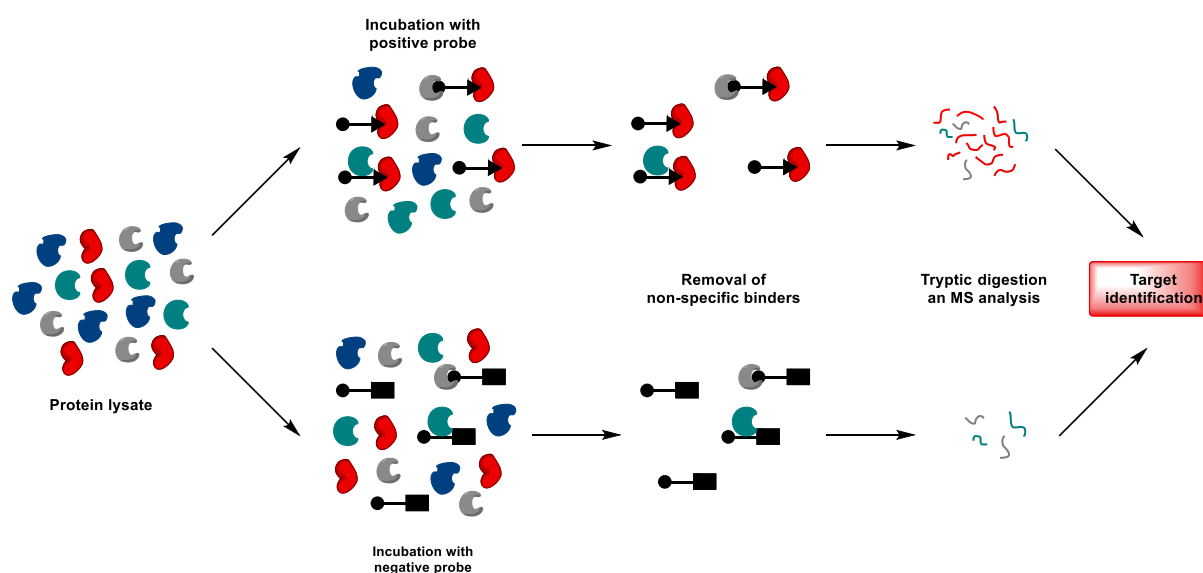 Incubation with
positive probe
Protein lysate
Removal of
non-specific binders
Tryptic digestion
an MS analysis
Target
identification
Incubation with
negative probe